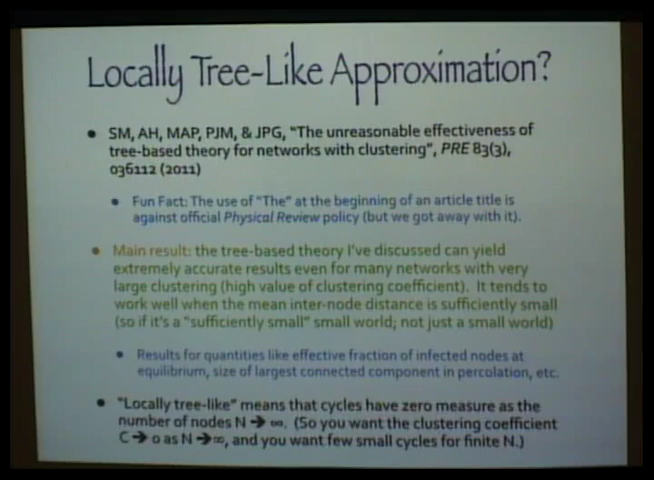 Locally Tree-Like Approximation?
• SM, AH, MAP, PJM, & JPG, "The unreasonable effectiveness of
tree-based theory for networks with clustering", PRE 83(3),
036112 (2011)
• Fun Fact: The use of "The" at the beginning of an article title is
against official Physical Review policy (but we got away with it).
• Main result: the tree-based theory I've discussed can yield
extremely accurate results even for many networks with very
large clustering (high value of clustering coefficient). It tends to
work well when the mean inter-node distance is sufficiently small
(so if it's a "sufficiently small" small world; not just a small world)
• Results for quantities like effective fraction of infected nodes at
equilibrium, size of largest connected component in percolation, etc.
• "Locally tree-like" means that cycles have zero measure as the
number of nodes N → ∞. (So you want the clustering coefficient
C → 0 as N → ∞, and you want few small cycles for finite N.)